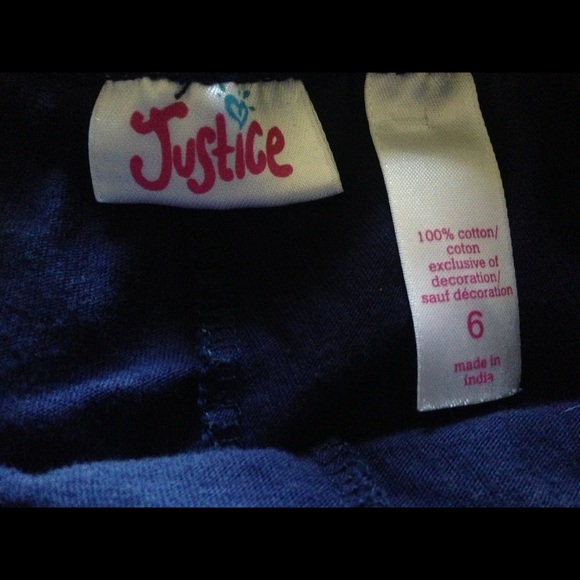 Justice
100% cotton/
coton
exclusive of
decoration/
sauf décoration
6
made in
india